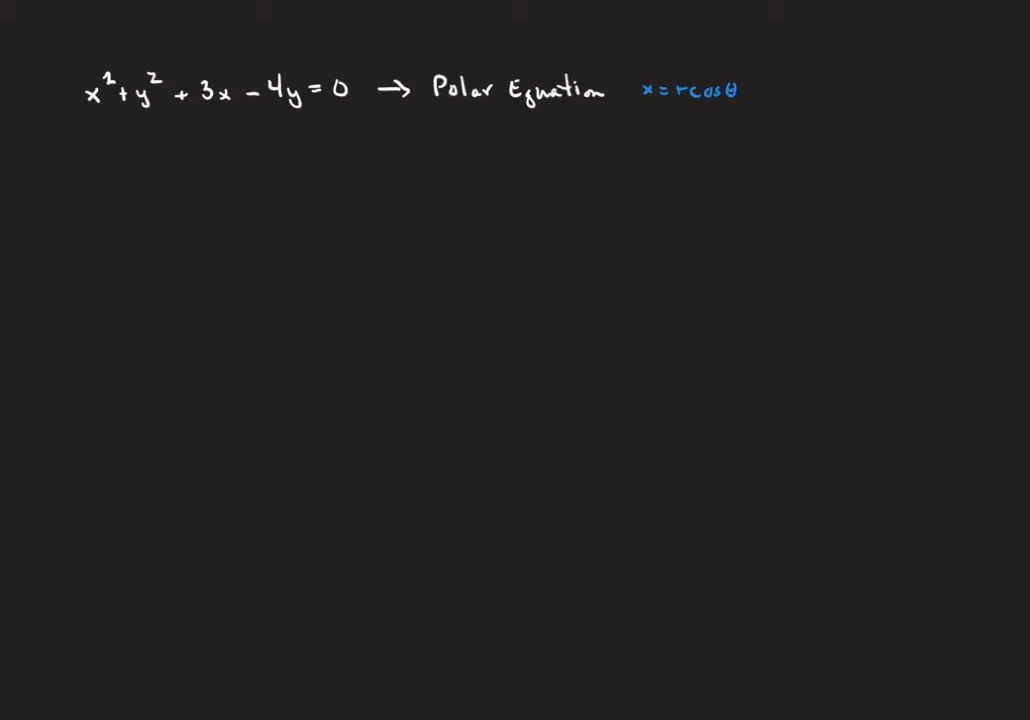 x² + y² + 3x − 4y = 0 → Polar Equation x = r cos θ